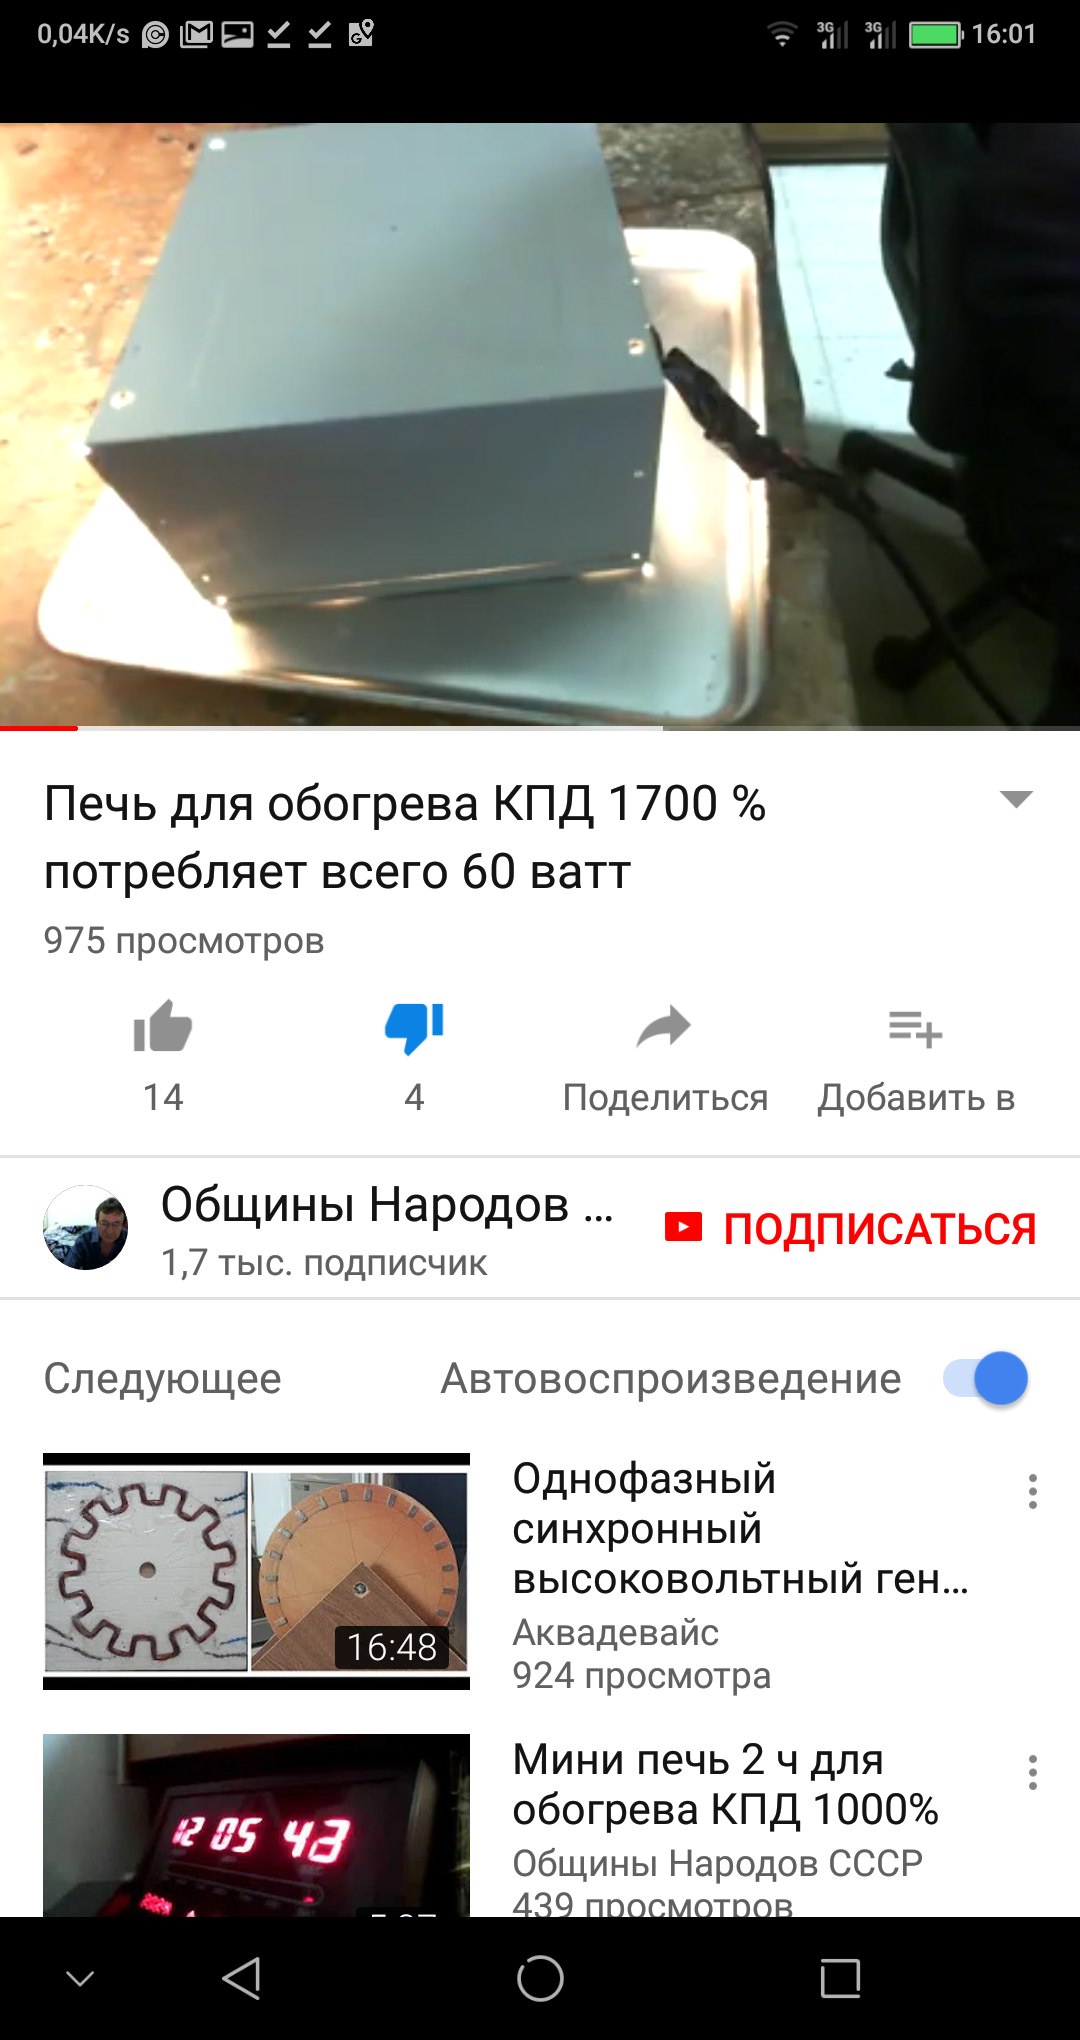 0,04K/s
3G 3G 16:01
Печь для обогрева КПД 1700 %
потребляет всего 60 ватт
975 просмотров
14 4 Поделиться Добавить в
Общины Народов ...
ПОДПИСАТЬСЯ
1,7 тыс. подписчик
Следующее Автовоспроизведение
16:48
Однофазный
синхронный
высоковольтный ген...
Аквадевайс
924 просмотра
12 05 43
Мини печь 2 ч для
обогрева КПД 1000%
Общины Народов СССР
439 просмотров